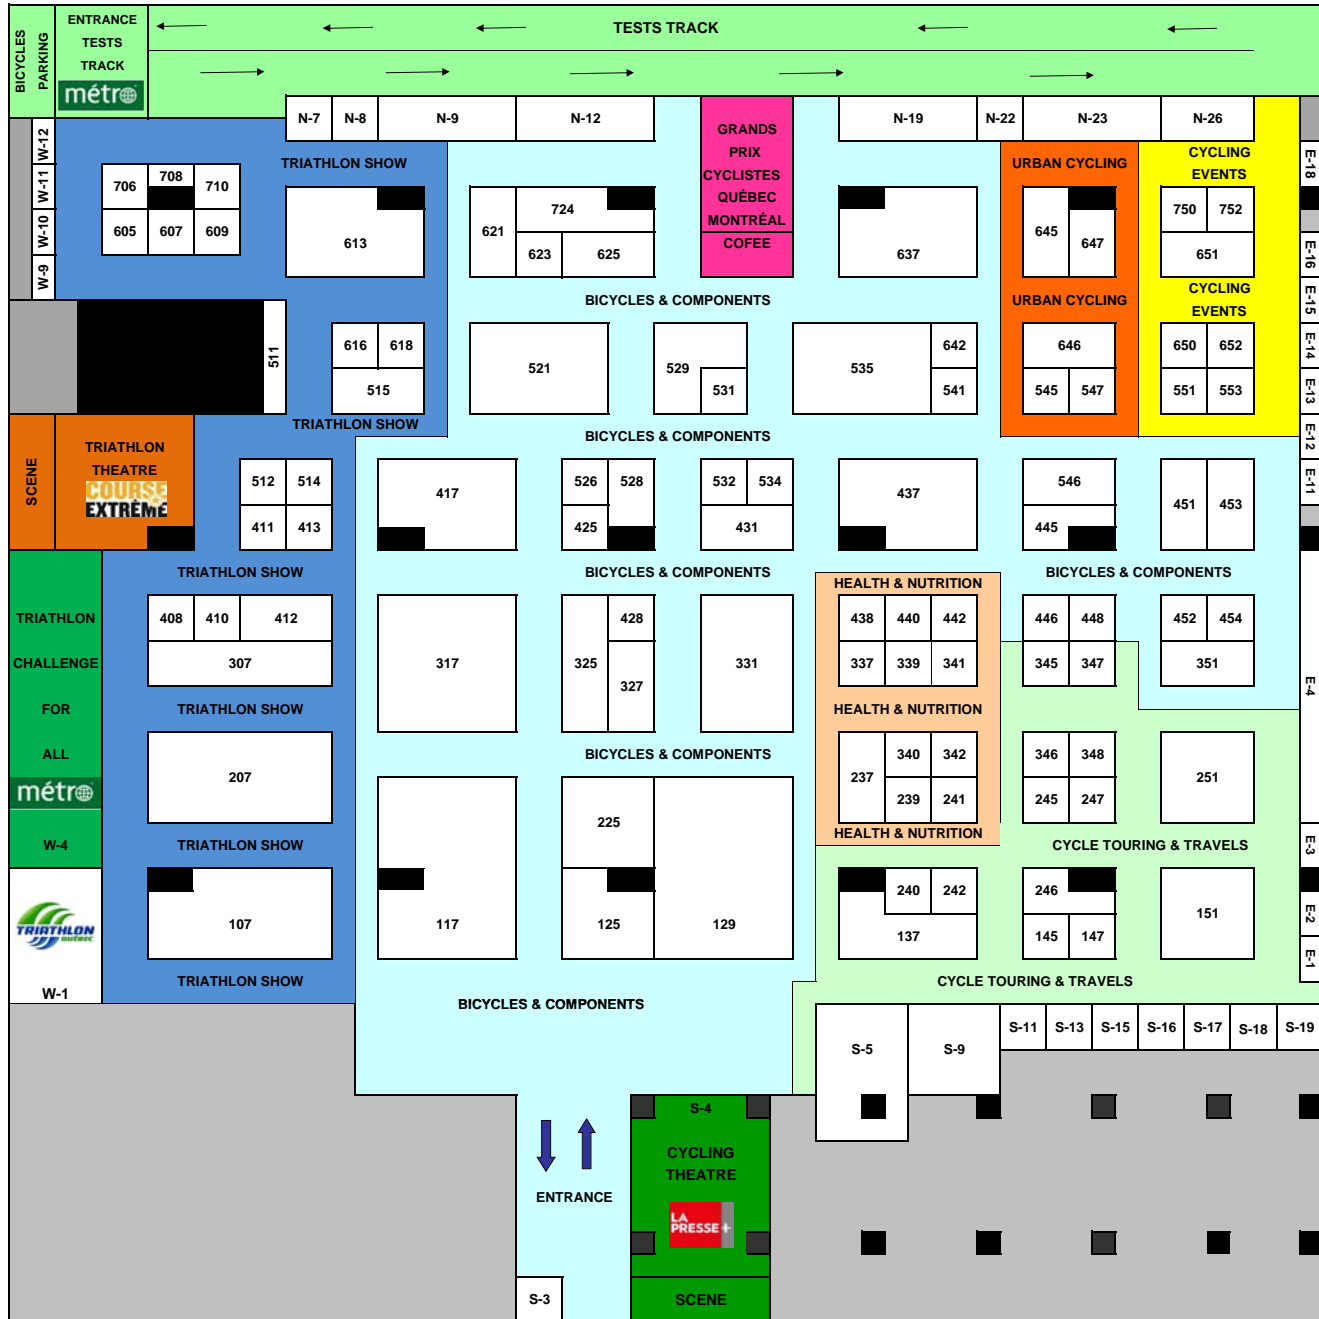 BICYCLES
PARKING
ENTRANCE
TESTS
TRACK
métro
TESTS TRACK
N-7
N-8
N-9
N-12
N-19
N-22
N-23
N-26
GRANDS
PRIX
CYCLISTES
QUÉBEC
MONTRÉAL
COFEE
W-12
W-11
W-10
W-9
TRIATHLON SHOW
URBAN CYCLING
CYCLING
EVENTS
E-18
E-16
E-15
E-14
E-13
E-12
E-11
706
708
710
605
607
609
613
621
724
623
625
637
645
647
750
752
651
BICYCLES & COMPONENTS
URBAN CYCLING
CYCLING
EVENTS
511
616
618
515
521
529
531
535
642
541
646
545
547
650
652
551
553
TRIATHLON SHOW
BICYCLES & COMPONENTS
SCENE
TRIATHLON
THEATRE
COURSE
EXTRÊME
512
514
411
413
417
526
528
425
532
534
431
437
546
445
451
453
TRIATHLON SHOW
BICYCLES & COMPONENTS
HEALTH & NUTRITION
BICYCLES & COMPONENTS
TRIATHLON
CHALLENGE
FOR
ALL
métro
W-4
408
410
412
307
317
325
428
327
331
438
440
442
337
339
341
446
448
345
347
452
454
351
E-4
TRIATHLON SHOW
HEALTH & NUTRITION
BICYCLES & COMPONENTS
207
225
237
340
342
239
241
346
348
245
247
251
TRIATHLON SHOW
HEALTH & NUTRITION
CYCLE TOURING & TRAVELS
E-3
E-2
E-1
TRIATHLON
québec
W-1
107
117
125
129
240
242
137
246
145
147
151
TRIATHLON SHOW
BICYCLES & COMPONENTS
CYCLE TOURING & TRAVELS
S-5
S-9
S-11
S-13
S-15
S-16
S-17
S-18
S-19
S-4
CYCLING
THEATRE
LA
PRESSE+
ENTRANCE
S-3
SCENE